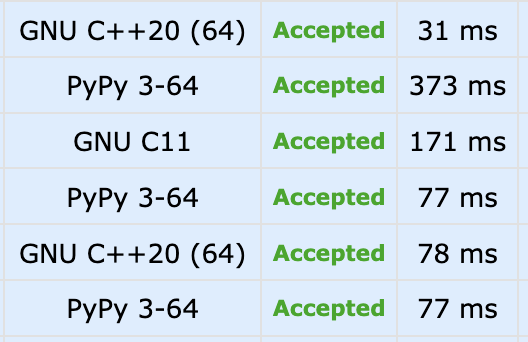 GNU C++20 (64) Accepted 31 ms
PyPy 3-64 Accepted 373 ms
GNU C11 Accepted 171 ms
PyPy 3-64 Accepted 77 ms
GNU C++20 (64) Accepted 78 ms
PyPy 3-64 Accepted 77 ms